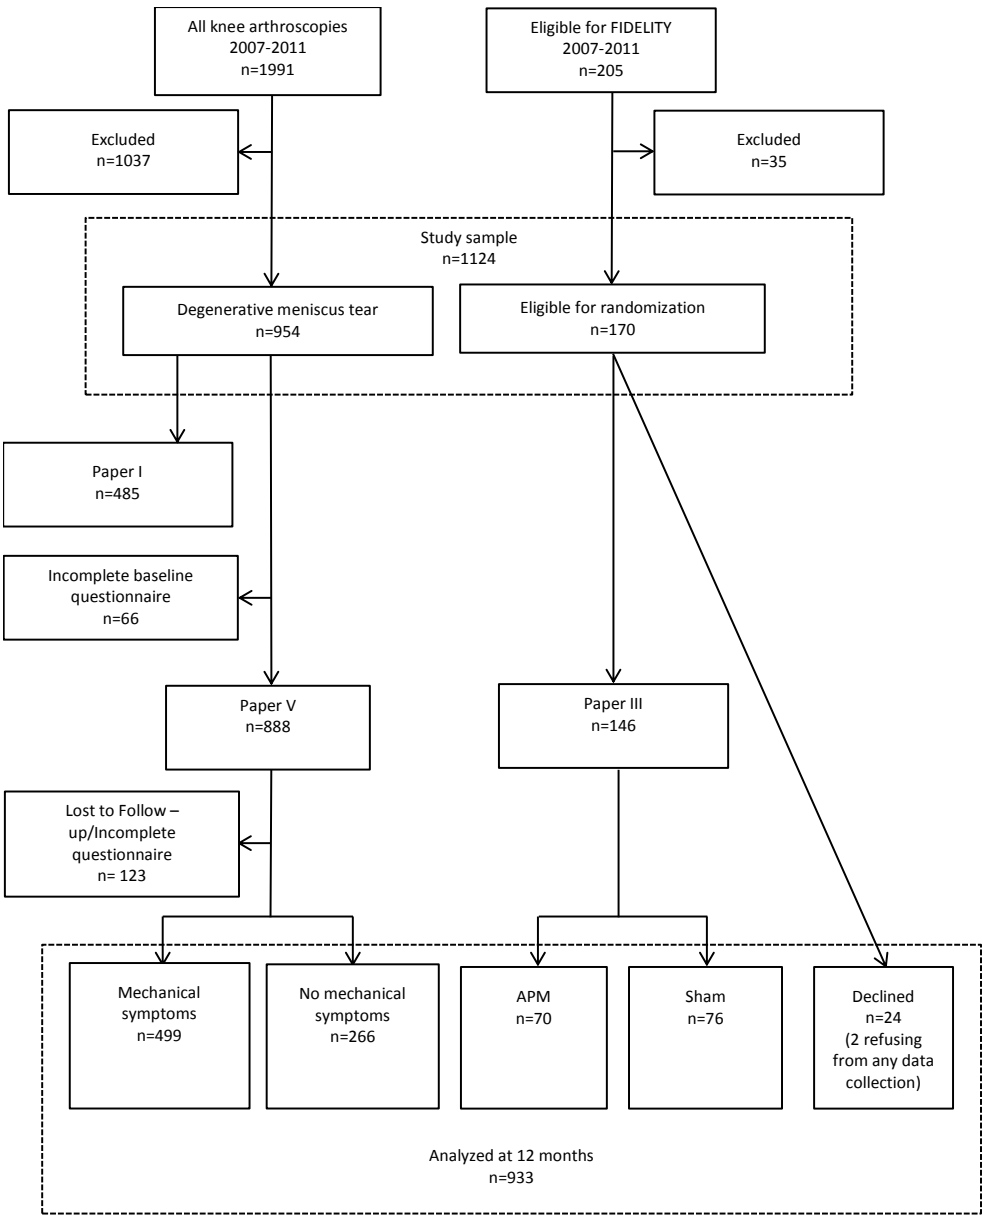 All knee arthroscopies
2007-2011
n=1991
Eligible for FIDELITY
2007-2011
n=205
Excluded
n=1037
Excluded
n=35
Study sample
n=1124
Degenerative meniscus tear
n=954
Eligible for randomization
n=170
Paper I
n=485
Incomplete baseline
questionnaire
n=66
Paper V
n=888
Paper III
n=146
Lost to Follow –
up/Incomplete
questionnaire
n= 123
Mechanical
symptoms
n=499
No mechanical
symptoms
n=266
APM
n=70
Sham
n=76
Declined
n=24
(2 refusing
from any data
collection)
Analyzed at 12 months
n=933